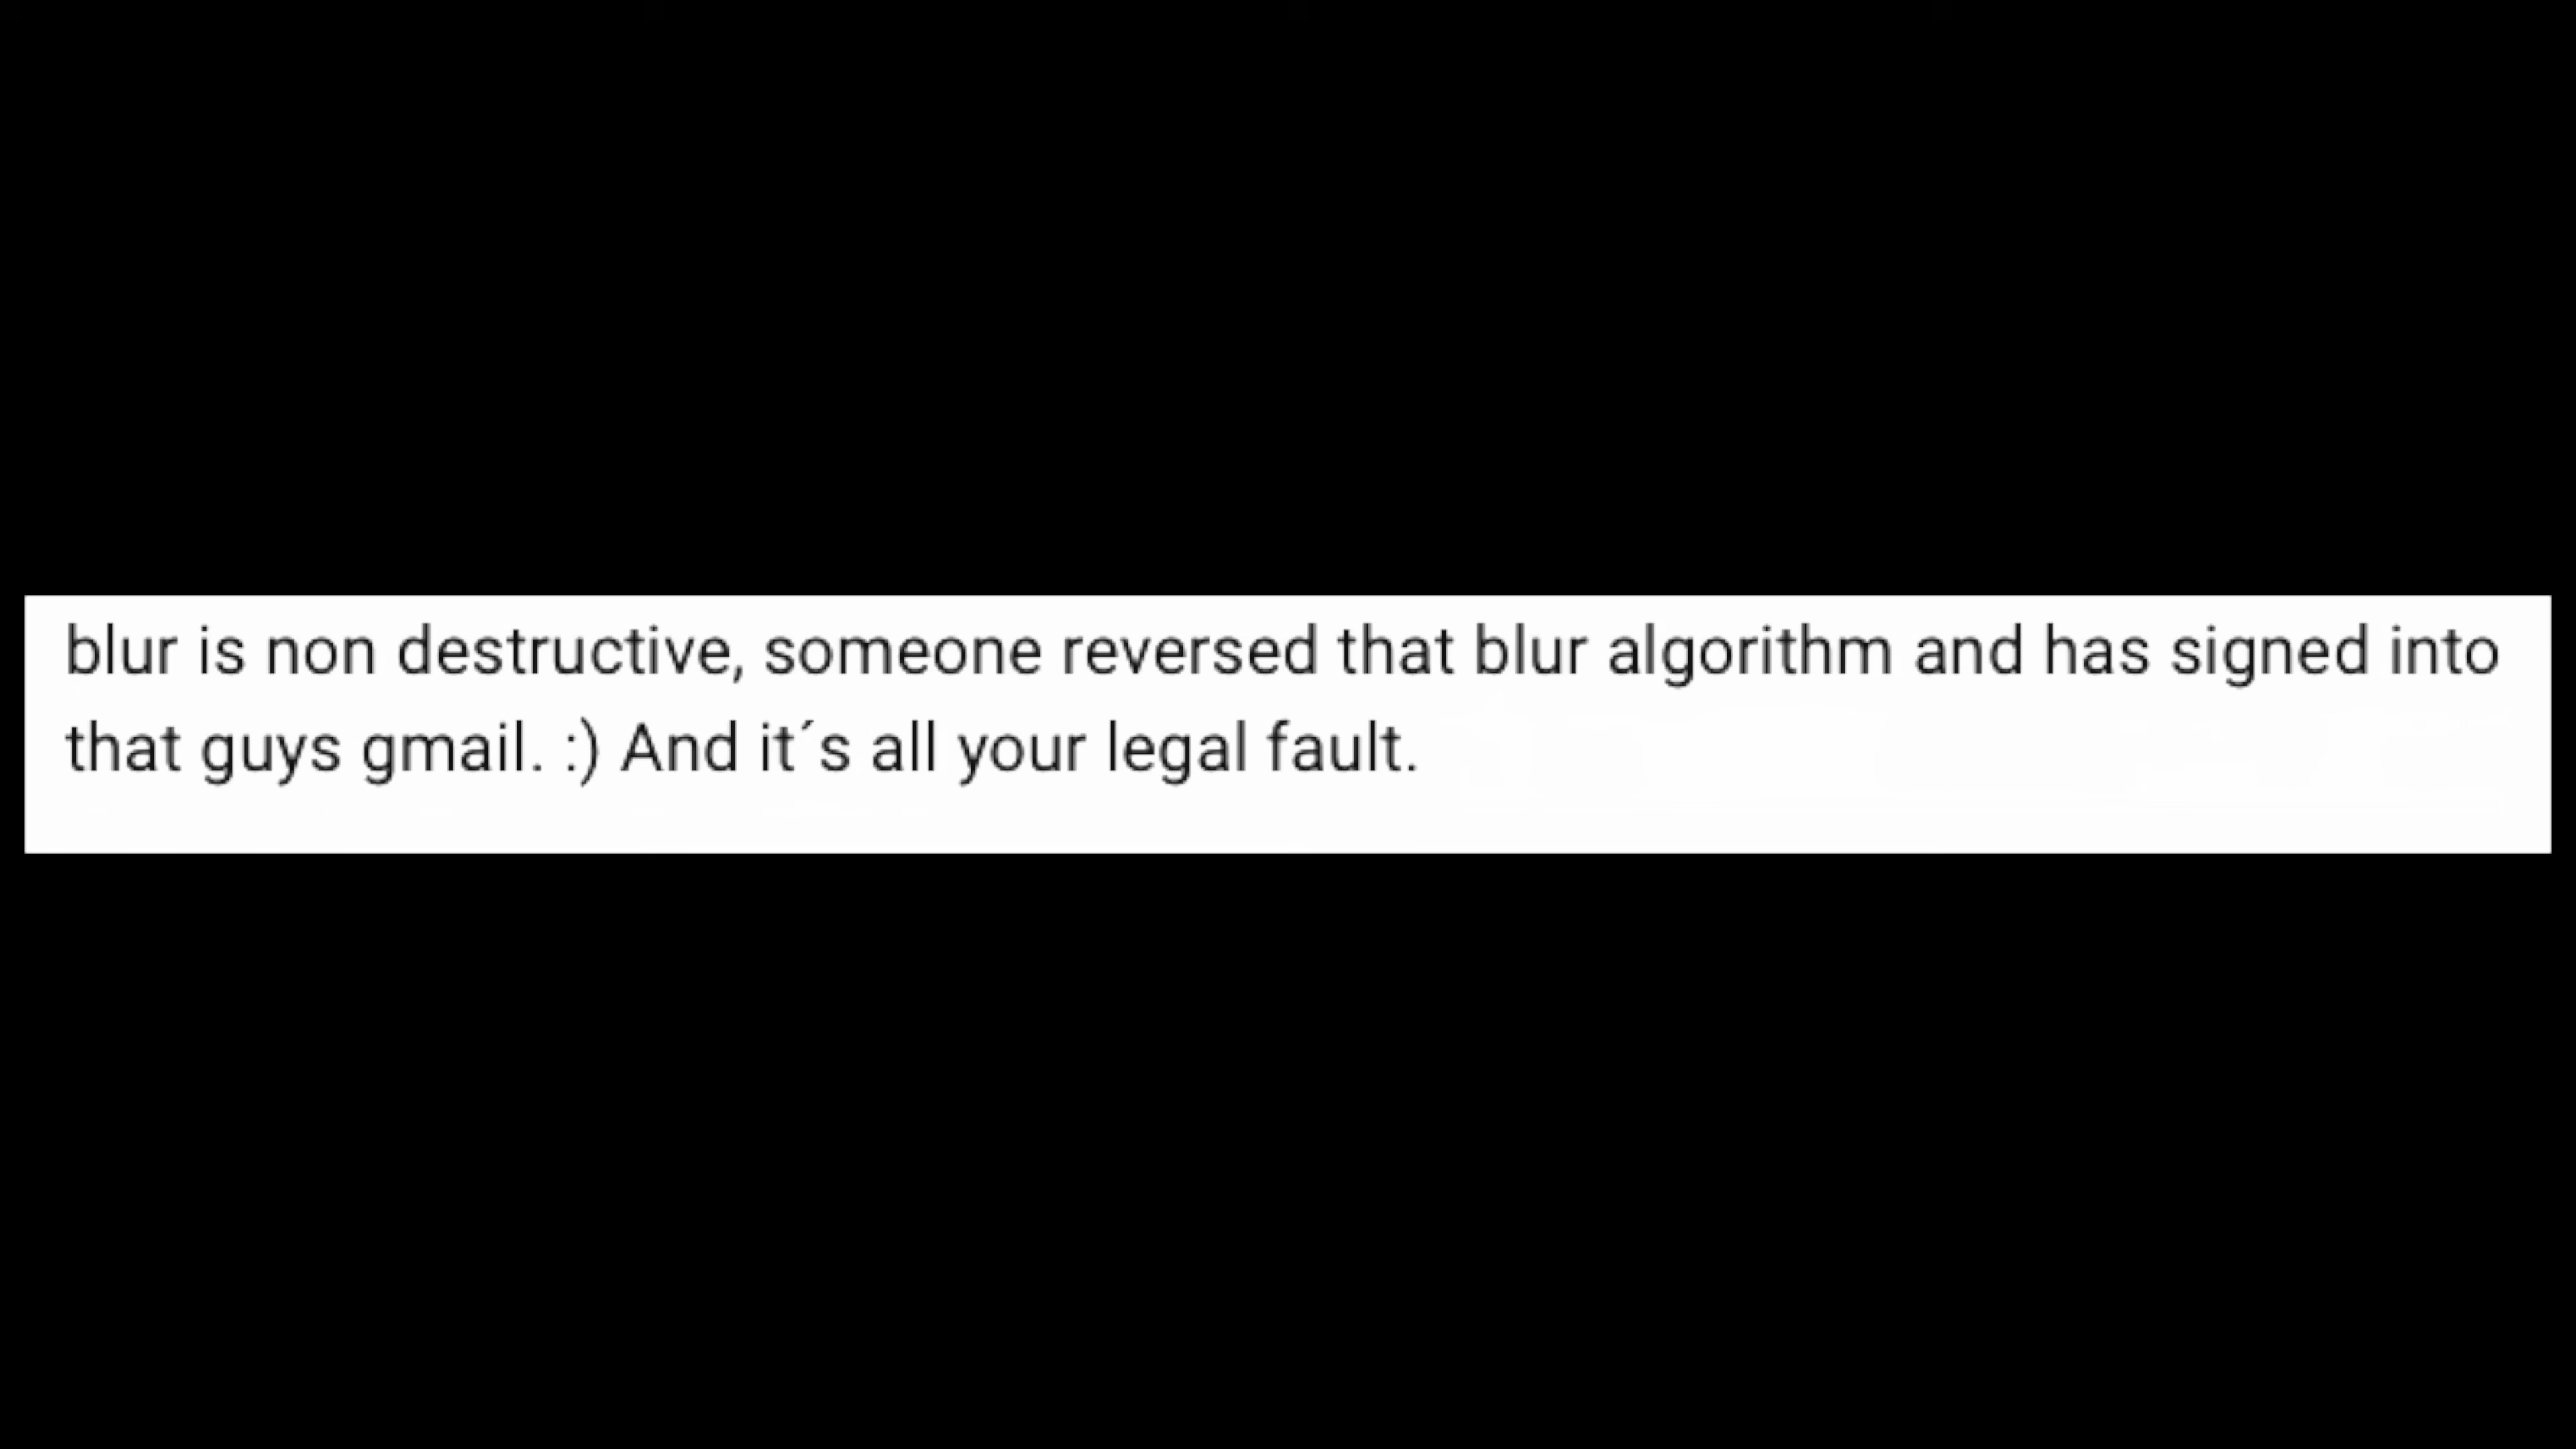 blur is non destructive, someone reversed that blur algorithm and has signed into
that guys gmail. :) And it´s all your legal fault.